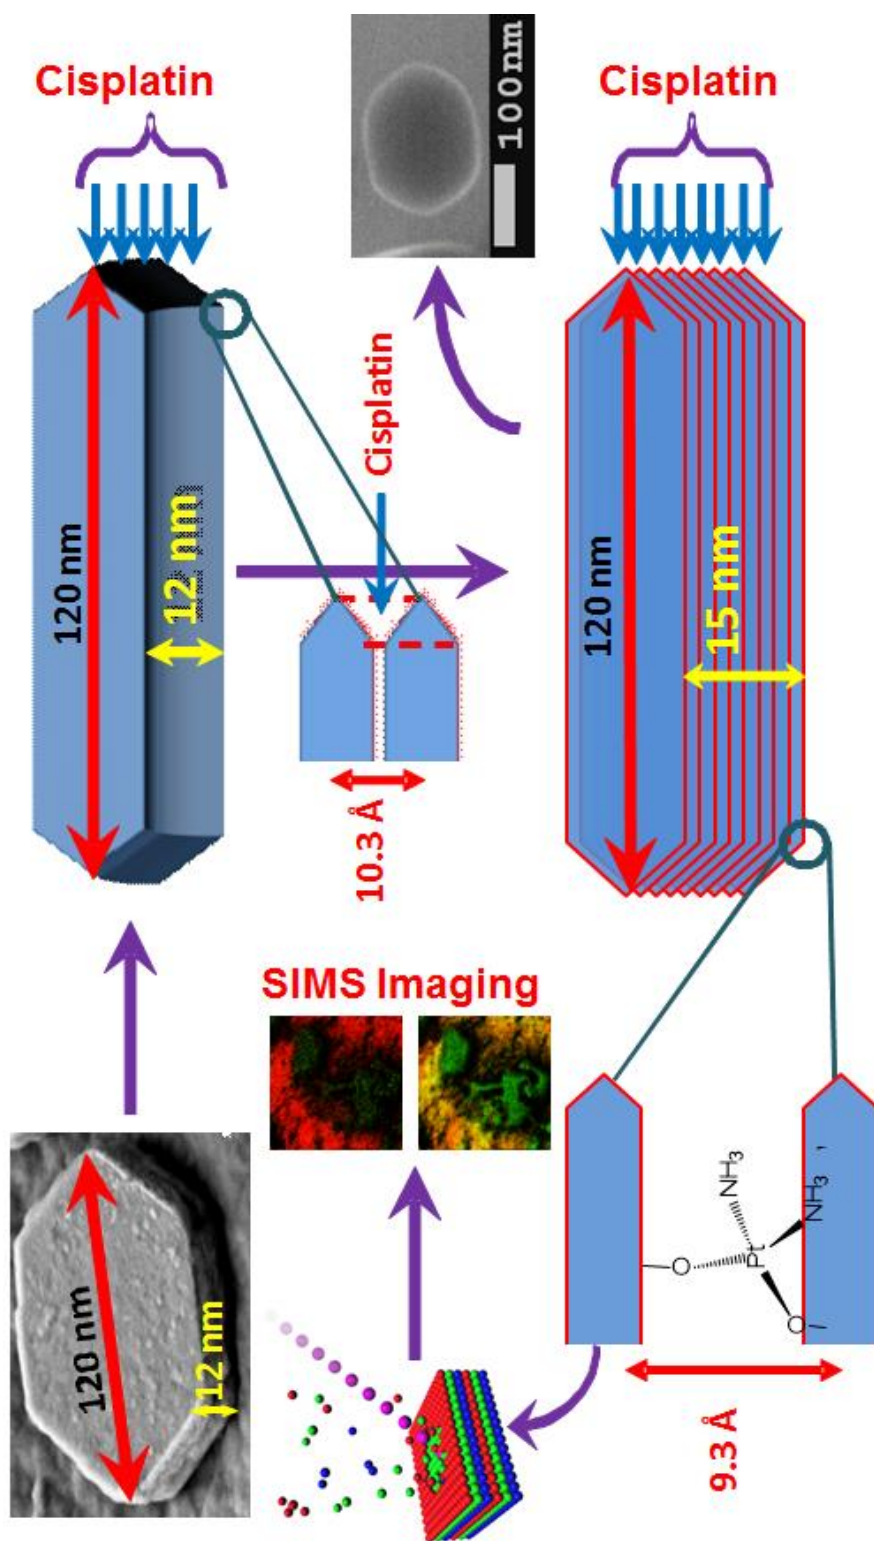 Cisplatin
Cisplatin
100nm
120 nm
12 nm
Cisplatin
120 nm
15 nm
10.3 Å
SIMS Imaging
120 nm
12 nm
NH3
Pt
NH3
,
O
O
9.3 Å